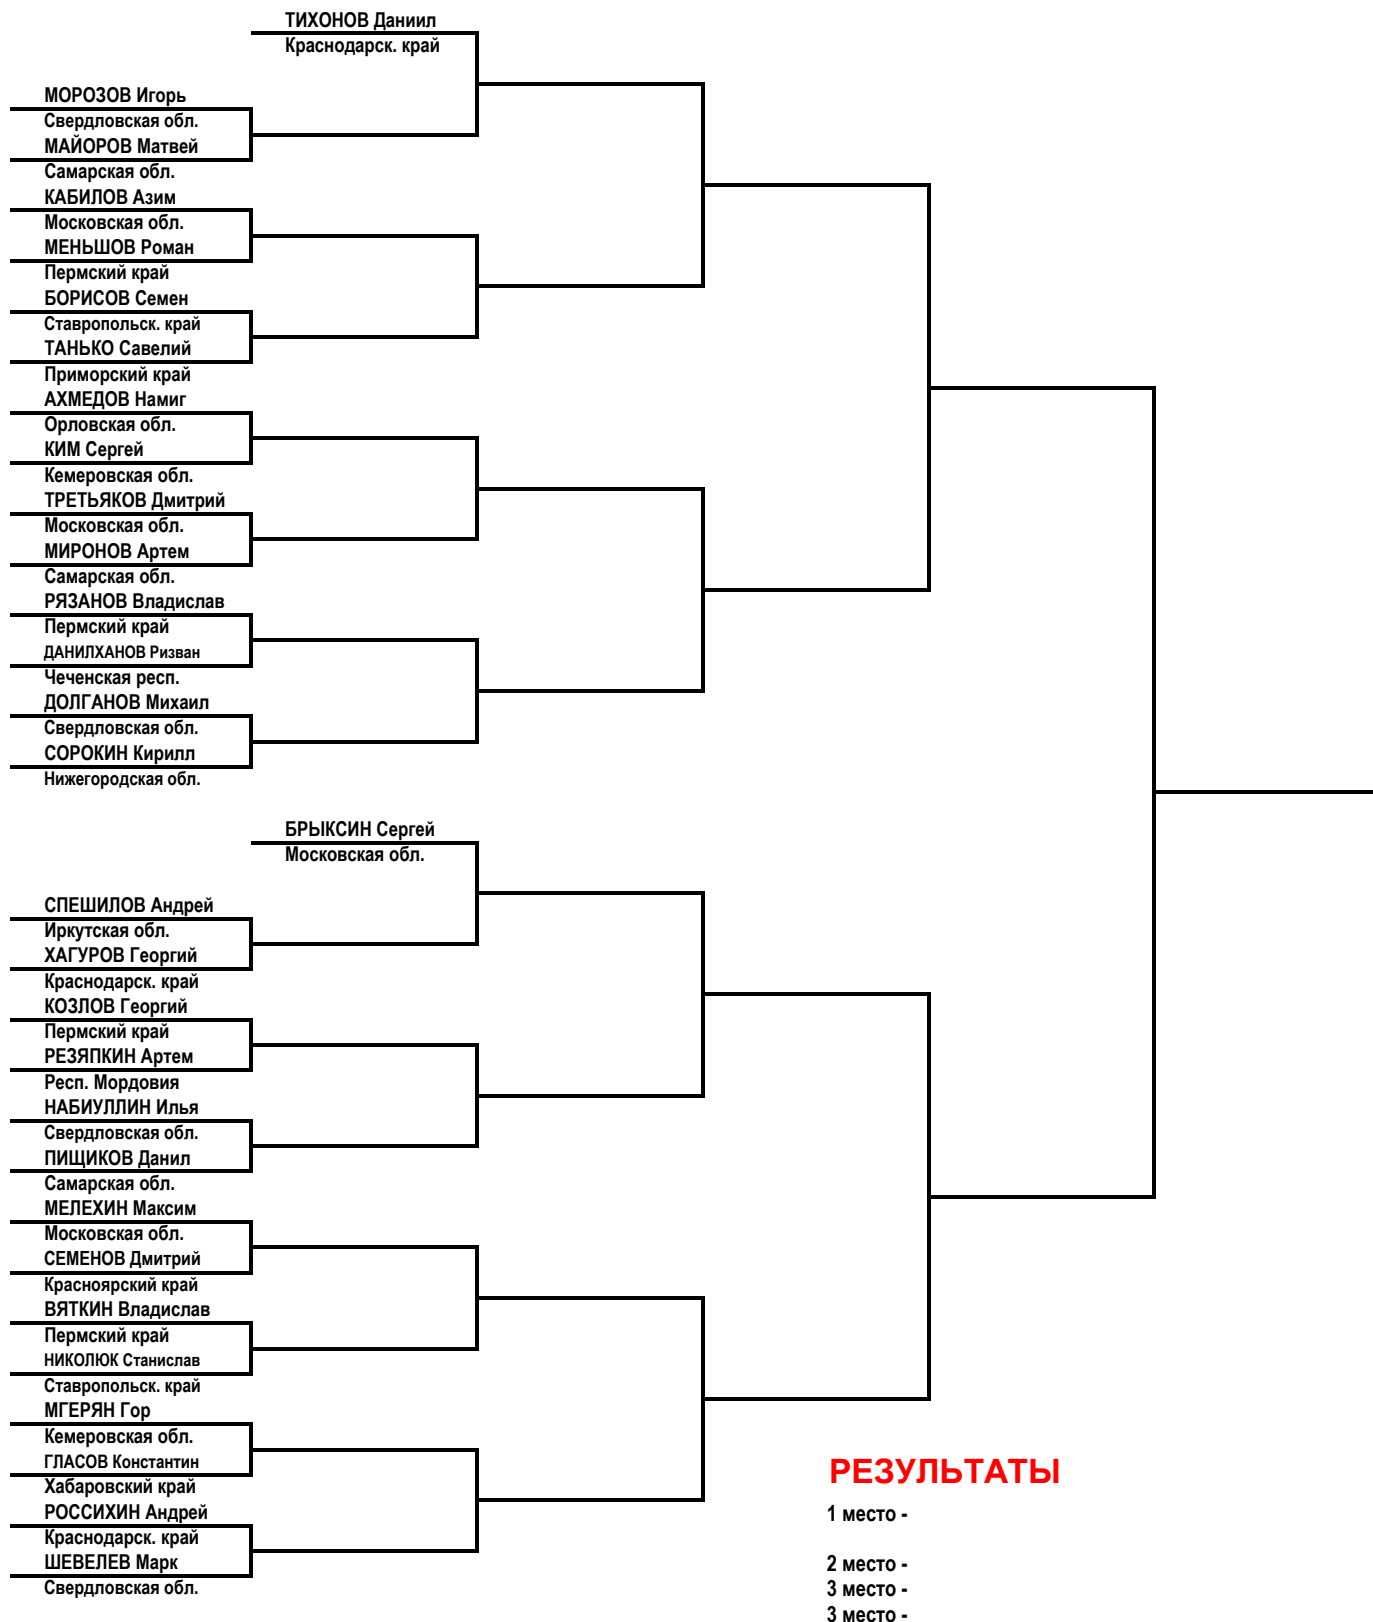 ТИХОНОВ Даниил
Краснодарск. край
МОРОЗОВ Игорь
Свердловская обл.
МАЙОРОВ Матвей
Самарская обл.
КАБИЛОВ Азим
Московская обл.
МЕНЬШОВ Роман
Пермский край
БОРИСОВ Семен
Ставропольск. край
ТАНЬКО Савелий
Приморский край
АХМЕДОВ Намиг
Орловская обл.
КИМ Сергей
Кемеровская обл.
ТРЕТЬЯКОВ Дмитрий
Московская обл.
МИРОНОВ Артем
Самарская обл.
РЯЗАНОВ Владислав
Пермский край
ДАНИЛХАНОВ Ризван
Чеченская респ.
ДОЛГАНОВ Михаил
Свердловская обл.
СОРОКИН Кирилл
Нижегородская обл.
БРЫКСИН Сергей
Московская обл.
СПЕШИЛОВ Андрей
Иркутская обл.
ХАГУРОВ Георгий
Краснодарск. край
КОЗЛОВ Георгий
Пермский край
РЕЗЯПКИН Артем
Респ. Мордовия
НАБИУЛЛИН Илья
Свердловская обл.
ПИЩИКОВ Данил
Самарская обл.
МЕЛЕХИН Максим
Московская обл.
СЕМЕНОВ Дмитрий
Красноярский край
ВЯТКИН Владислав
Пермский край
НИКОЛЮК Станислав
Ставропольск. край
МГЕРЯН Гор
Кемеровская обл.
ГЛАСОВ Константин
Хабаровский край
РОССИХИН Андрей
Краснодарск. край
ШЕВЕЛЕВ Марк
Свердловская обл.
РЕЗУЛЬТАТЫ
1 место -
2 место -
3 место -
3 место -